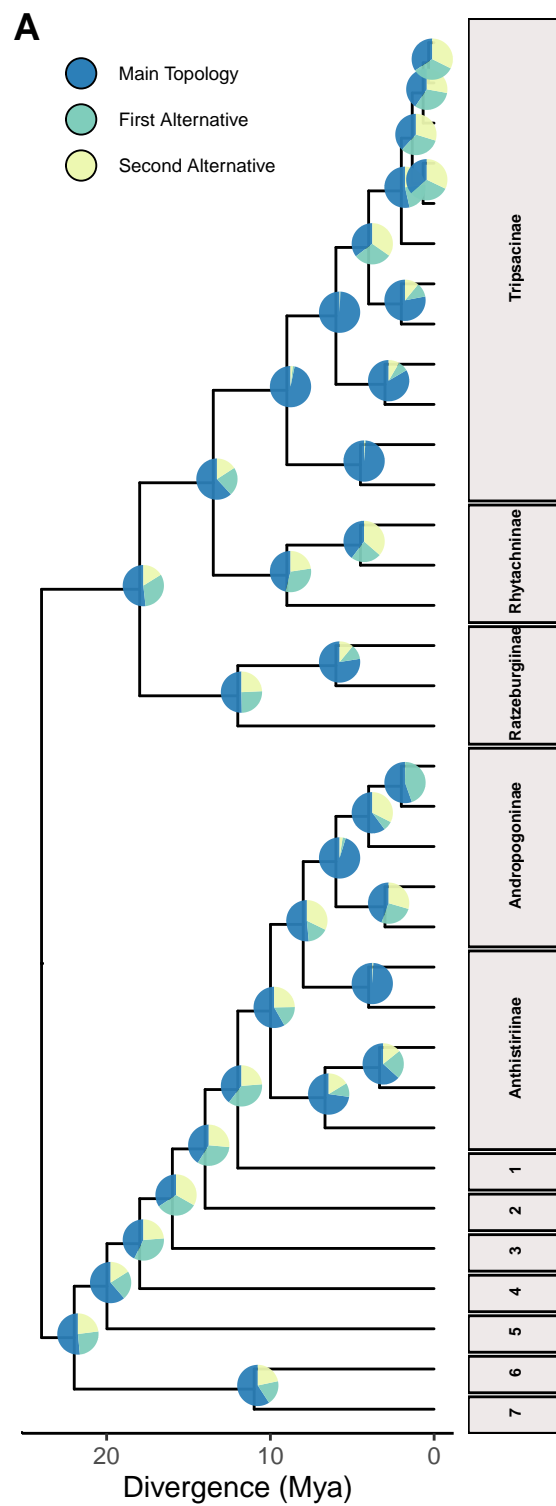 A
Main Topology
First Alternative
Second Alternative
Tripsacinae
Rhytachninae
Ratzeburgiinae
Andropogoninae
Anthistiriinae
1
2
3
4
5
6
7
20
10
0
Divergence (Mya)